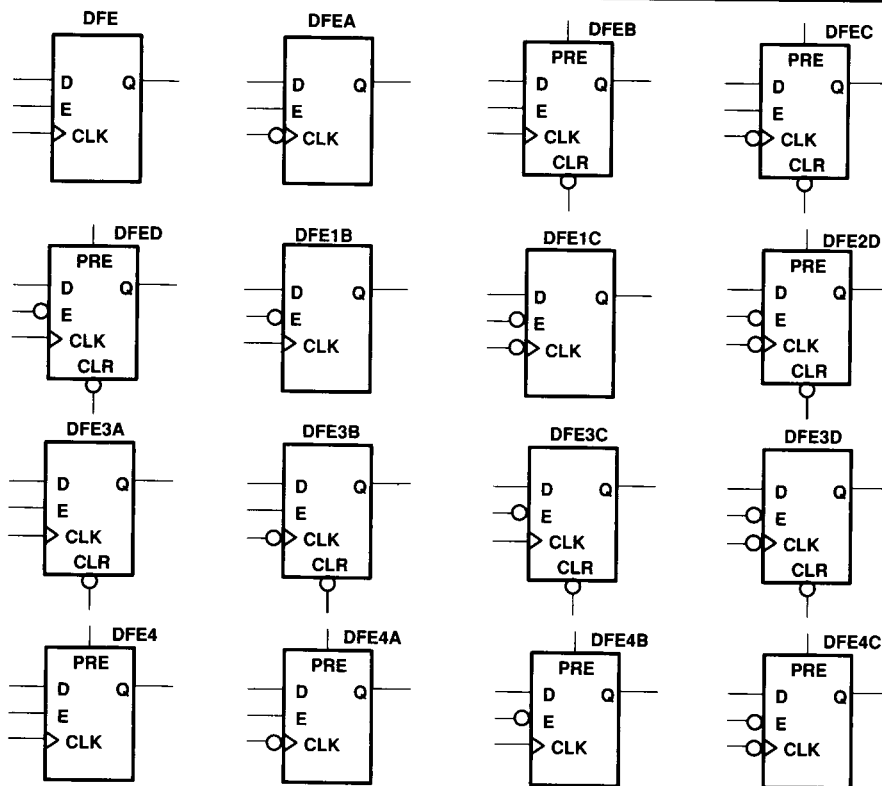 DFE DFEA DFEB DFEC
PRE PRE
D Q D Q D Q D Q
E E E E
CLK CLK CLK CLK
CLR CLR
DFED DFE1B DFE1C DFE2D
PRE PRE
D Q D Q D Q D Q
E E E E
CLK CLK CLK CLK
CLR CLR
DFE3A DFE3B DFE3C DFE3D
D Q D Q D Q D Q
E E E E
CLK CLK CLK CLK
CLR CLR CLR CLR
DFE4 DFE4A DFE4B DFE4C
PRE PRE PRE PRE
D Q D Q D Q D Q
E E E E
CLK CLK CLK CLK